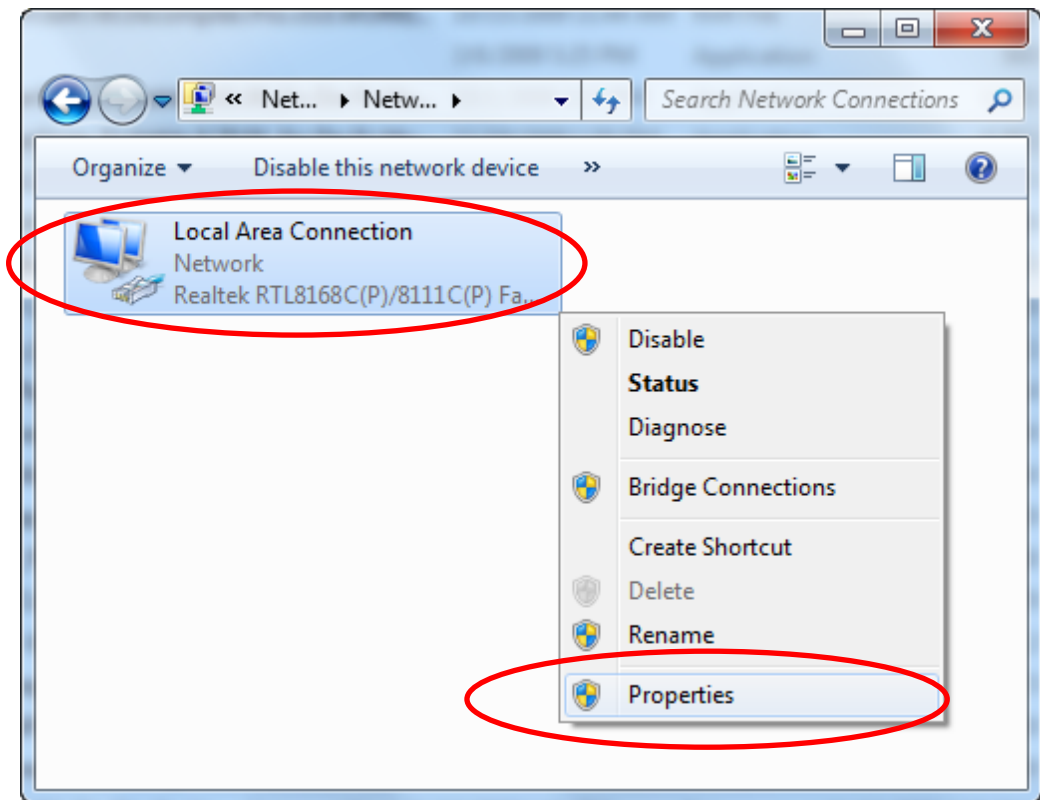 « Net... Netw...
Search Network Connections
Organize Disable this network device »
Local Area Connection
Network
Realtek RTL8168C(P)/8111C(P) Fa...
Disable
Status
Diagnose
Bridge Connections
Create Shortcut
Delete
Rename
Properties